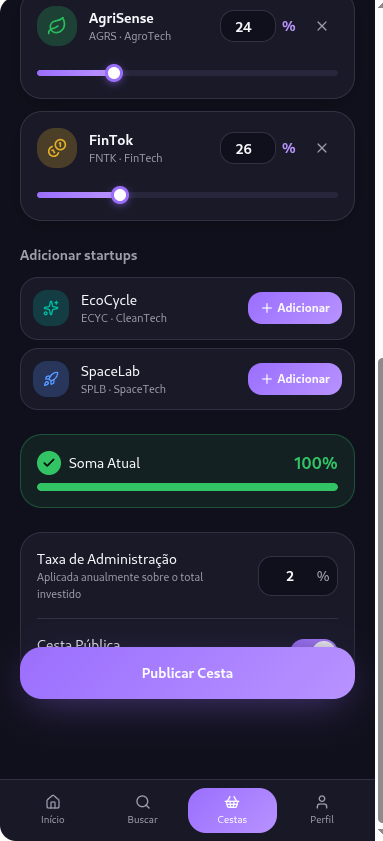 AgriSense
AGRS · AgroTech
24
%
FinTok
FNTK · FinTech
26
%
Adicionar startups
EcoCycle
ECYC · CleanTech
Adicionar
SpaceLab
SPLB · SpaceTech
Adicionar
Soma Atual
100%
Taxa de Administração
Aplicada anualmente sobre o total
investido
2
%
Cesta Pública
Publicar Cesta
Início
Buscar
Cestas
Perfil